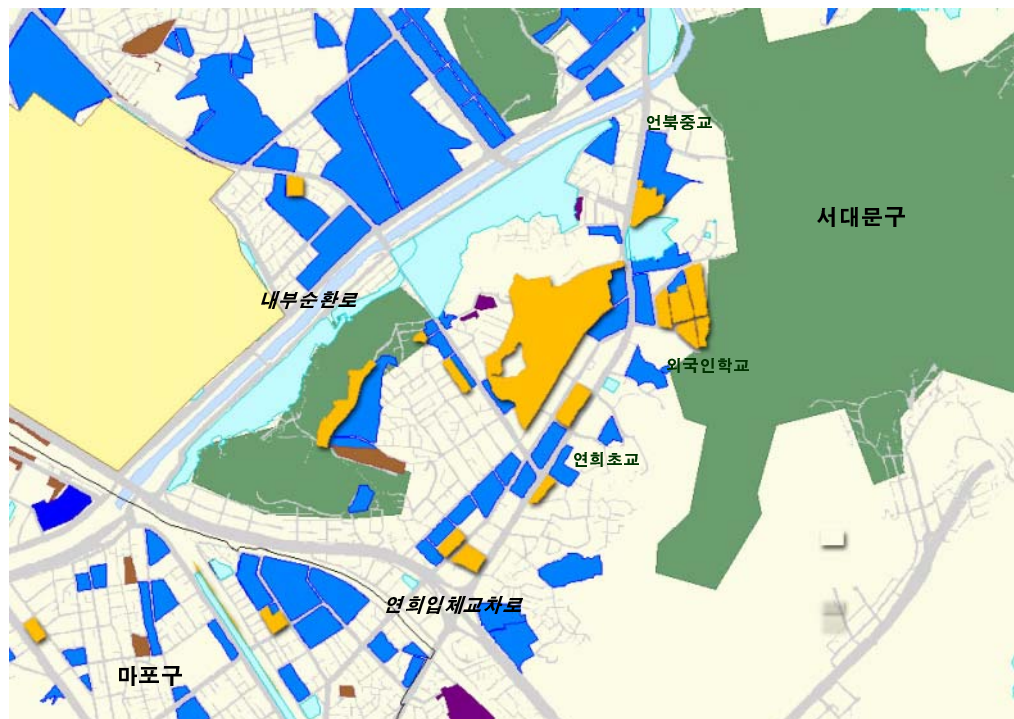 언북중교
서대문구
내부순환로
외국인학교
연희초교
연희입체교차로
마포구